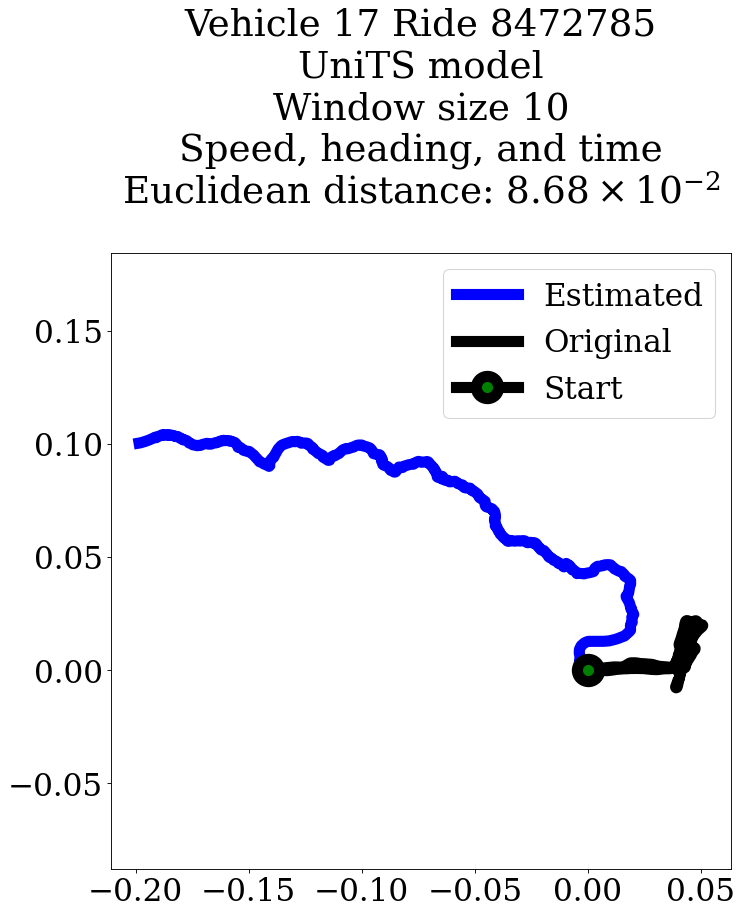 Vehicle 17 Ride 8472785
UniTS model
Window size 10
Speed, heading, and time
Euclidean distance: 8.68 × 10⁻²
Estimated
Original
Start
0.15
0.10
0.05
0.00
−0.05
−0.20 −0.15 −0.10 −0.05 0.00 0.05